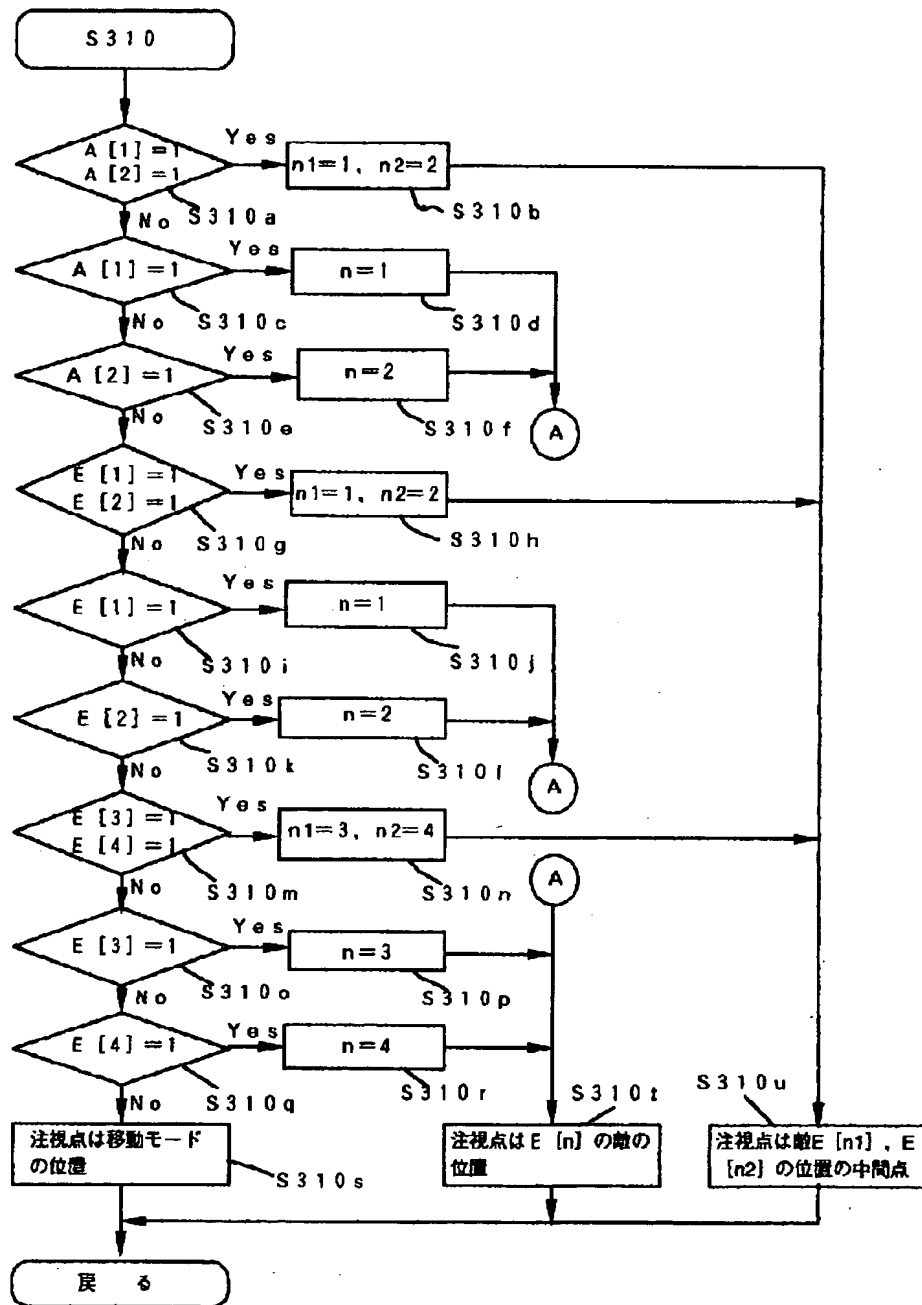 S310
A[1]=1
A[2]=1
Yes
n1=1, n2=2
S310a
S310b
No
A[1]=1
Yes
n=1
S310c
S310d
No
A[2]=1
Yes
n=2
S310e
S310f
A
No
E[1]=1
E[2]=1
Yes
n1=1, n2=2
S310g
S310h
No
E[1]=1
Yes
n=1
S310i
S310j
No
E[2]=1
Yes
n=2
S310k
S310l
A
No
E[3]=1
E[4]=1
Yes
n1=3, n2=4
S310m
S310n
A
No
E[3]=1
Yes
n=3
S310o
S310p
No
E[4]=1
Yes
n=4
S310q
S310r
S310t
S310u
No
注視点は移動モード
の位置
S310s
注視点はE[n]の敵の
位置
注視点は敵E[n1],E
[n2]の位置の中間点
戻る